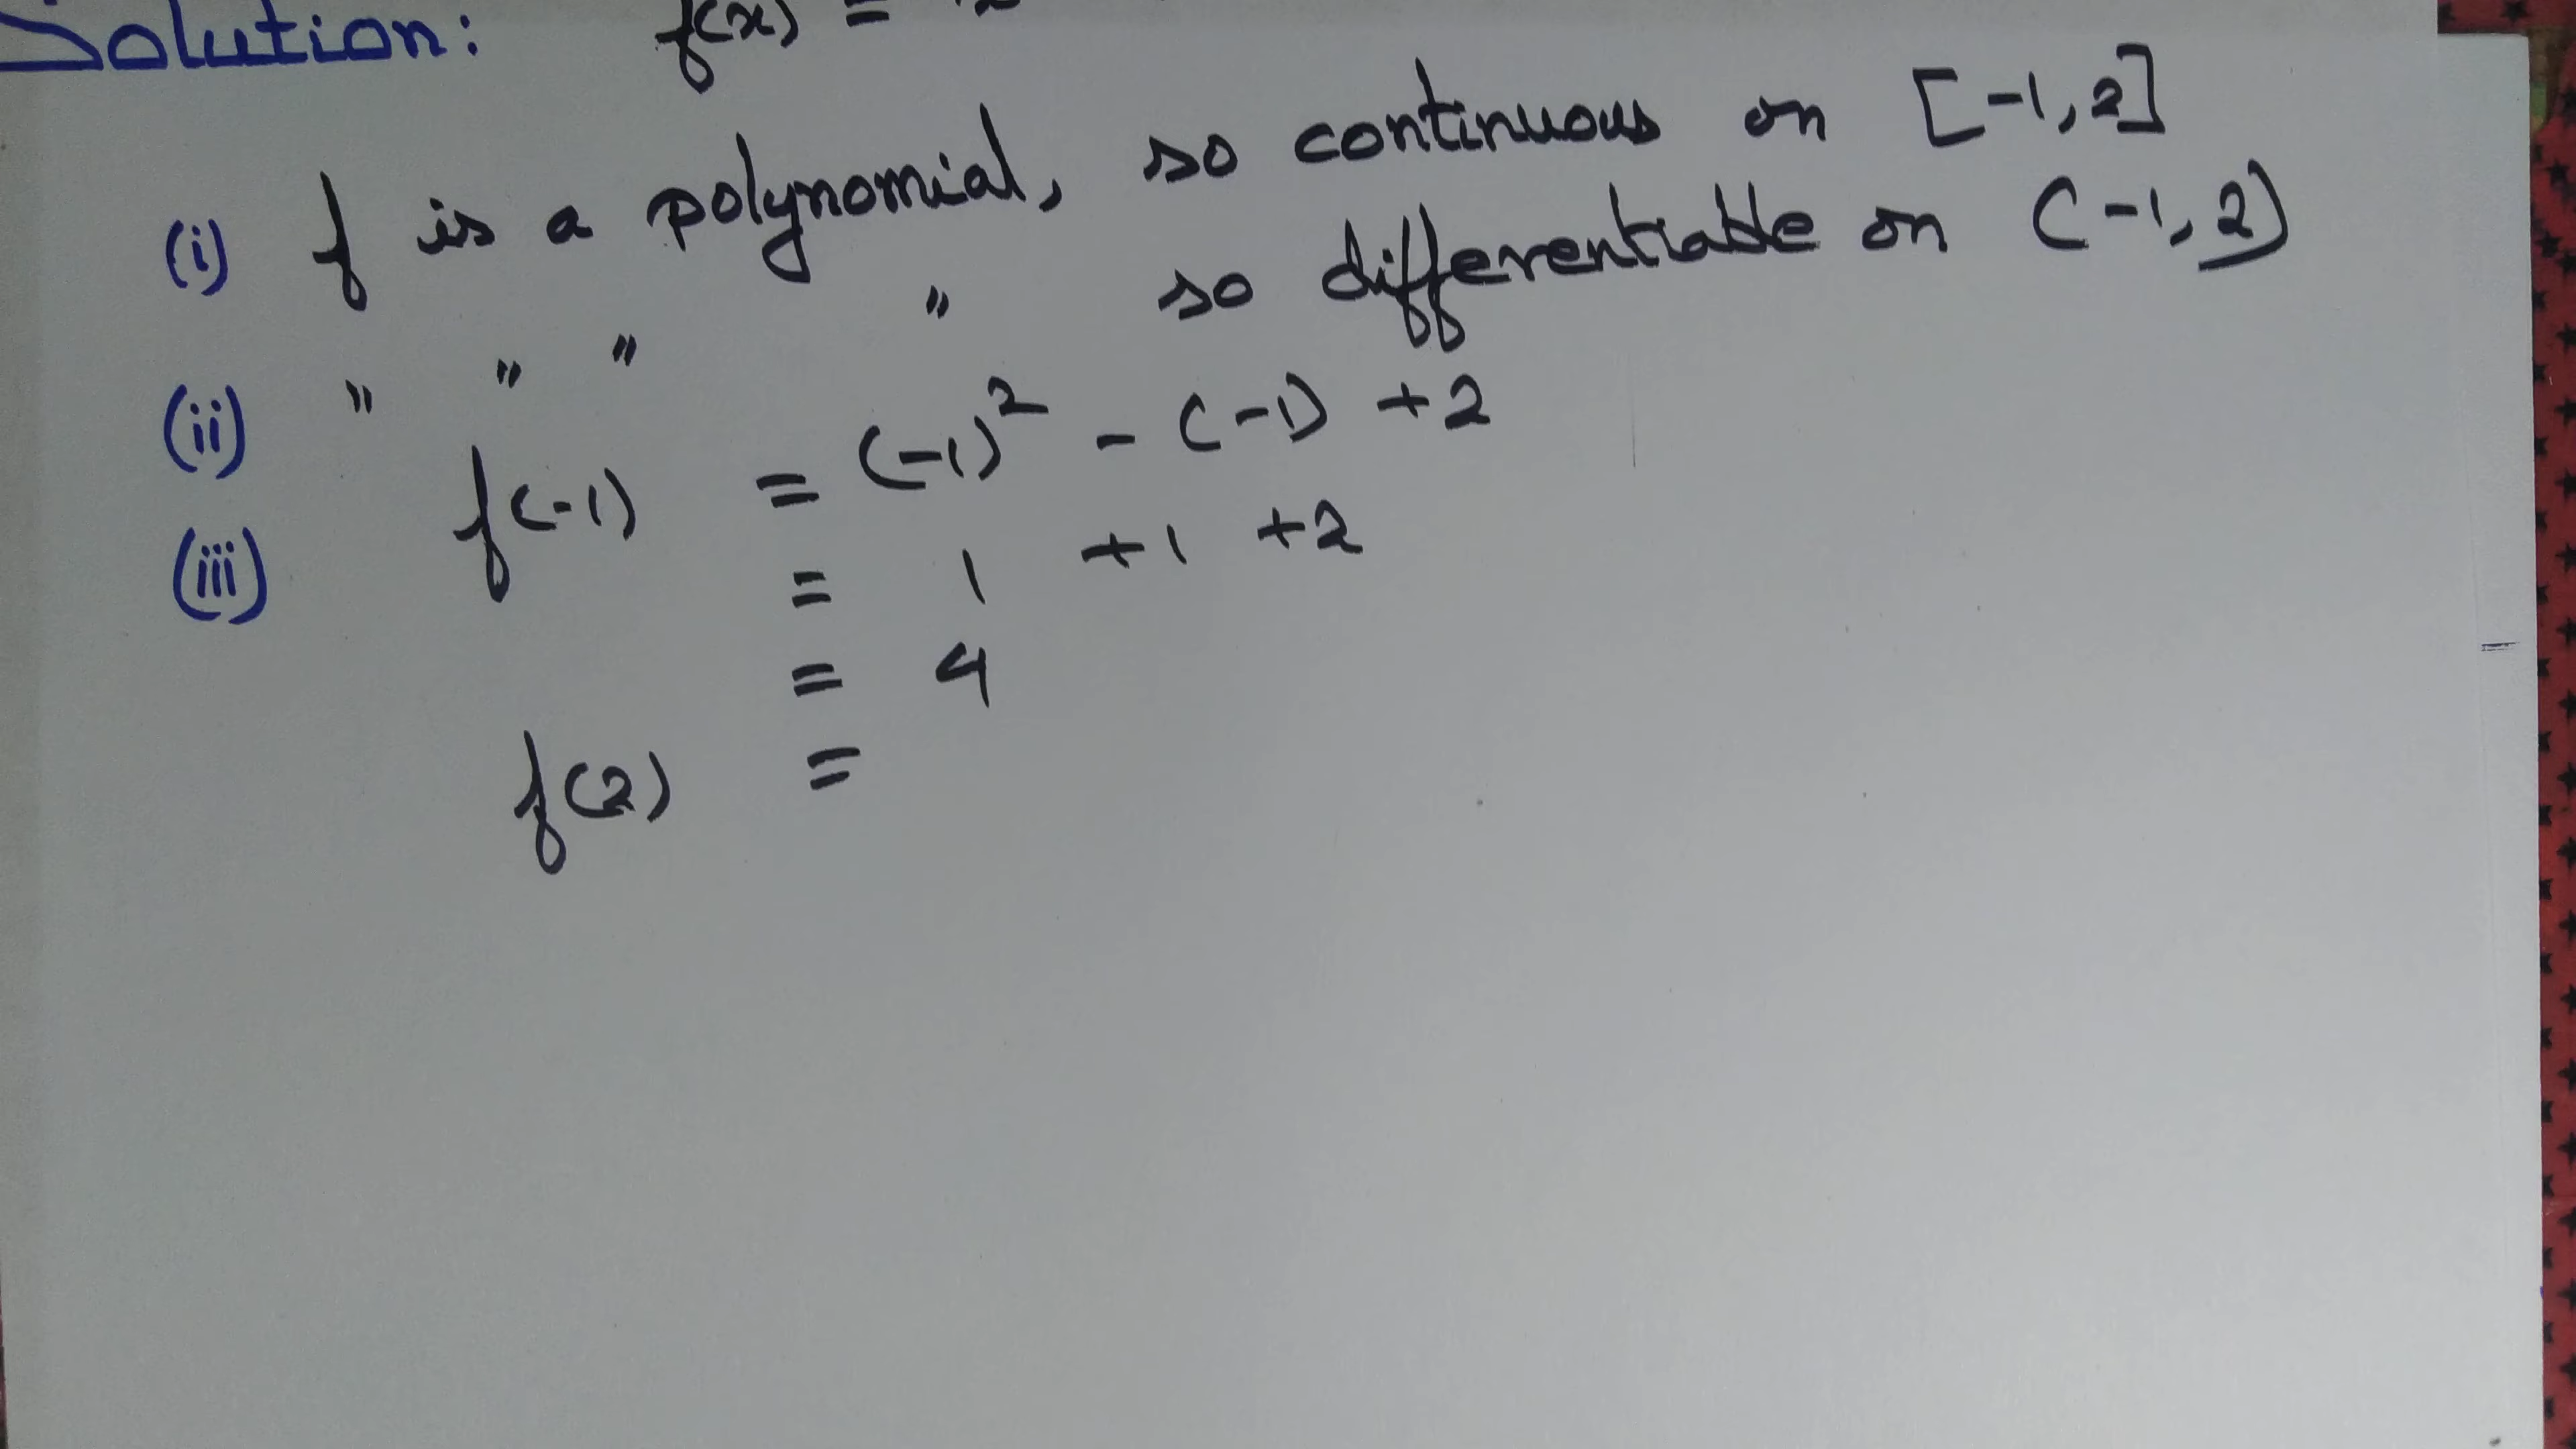 Solution: f(x) =
(i) f is a polynomial, so continuous on [-1, 2]
(ii) " " " " so differentiable on (-1, 2)
(iii) f(-1) = (-1)² - (-1) + 2
= 1 + 1 + 2
= 4
f(2) =